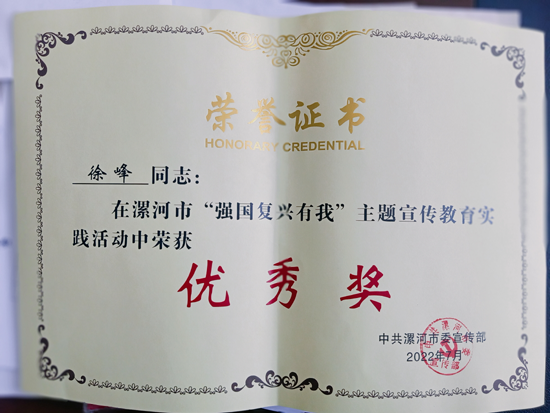 荣誉证书
HONORARY CREDENTIAL
徐峰 同志：
在漯河市“强国复兴有我”主题宣传教育实
践活动中荣获
优秀奖
中共漯河市委宣传部
2022年7月